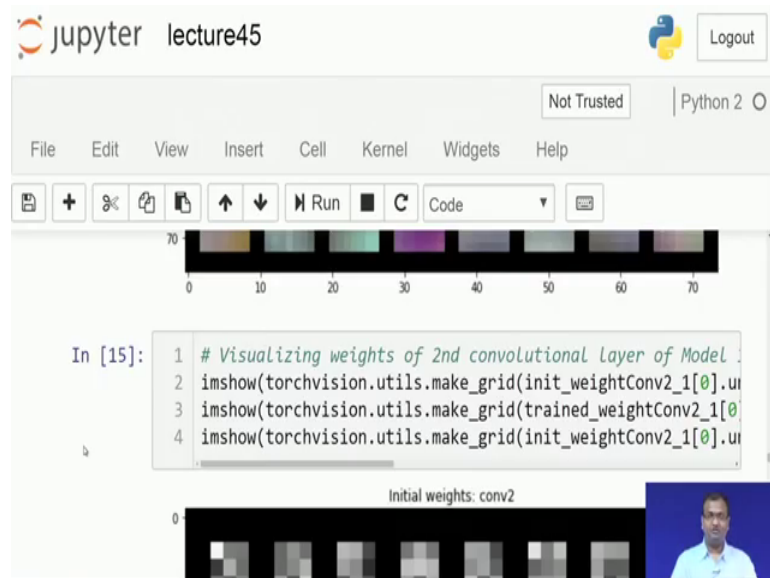 jupyter lecture45
Logout
Not Trusted
Python 2
File Edit View Insert Cell Kernel Widgets Help
Run
Code
70
0 10 20 30 40 50 60 70
In [15]:
1 # Visualizing weights of 2nd convolutional layer of Model
2 imshow(torchvision.utils.make_grid(init_weightConv2_1[0].un
3 imshow(torchvision.utils.make_grid(trained_weightConv2_1[0
4 imshow(torchvision.utils.make_grid(init_weightConv2_1[0].un
Initial weights: conv2
0